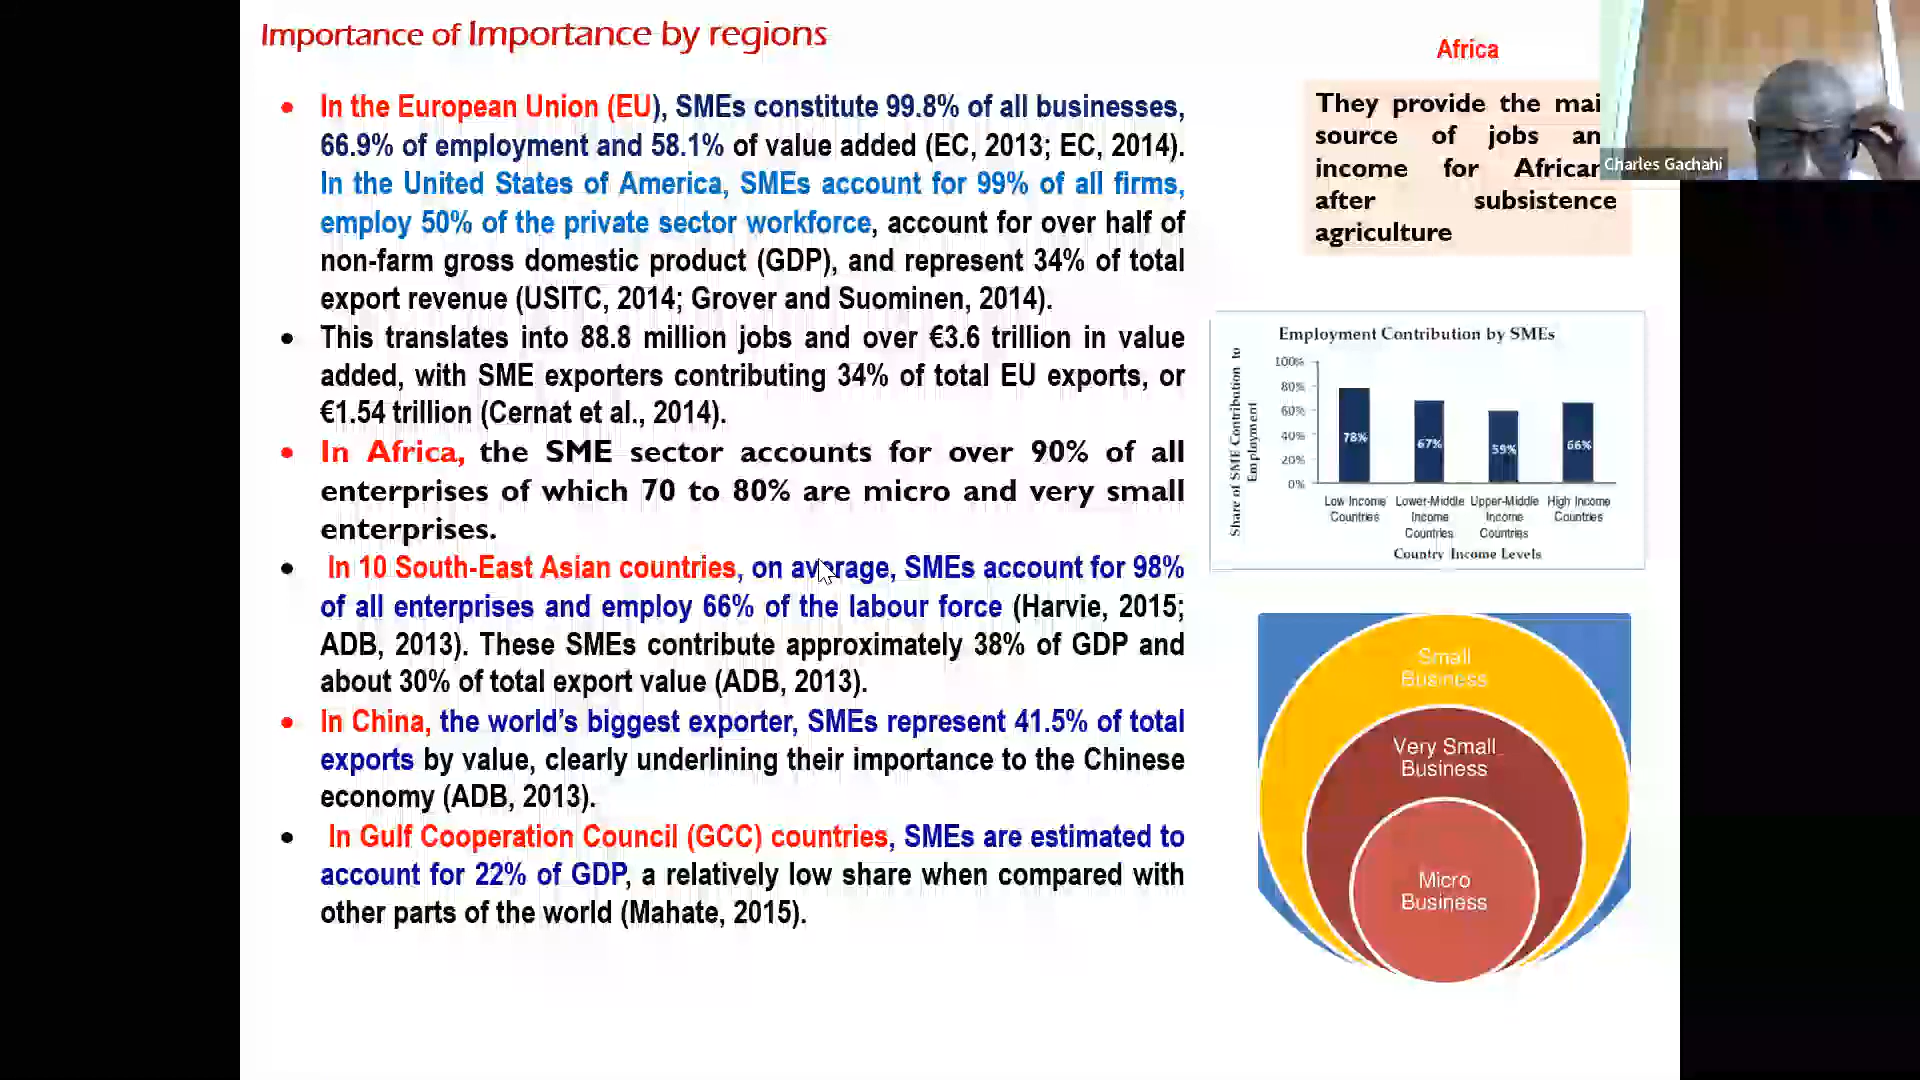 Importance of Importance by regions
• In the European Union (EU), SMEs constitute 99.8% of all businesses,
66.9% of employment and 58.1% of value added (EC, 2013; EC, 2014).
In the United States of America, SMEs account for 99% of all firms,
employ 50% of the private sector workforce, account for over half of
non-farm gross domestic product (GDP), and represent 34% of total
export revenue (USITC, 2014; Grover and Suominen, 2014).
• This translates into 88.8 million jobs and over €3.6 trillion in value
added, with SME exporters contributing 34% of total EU exports, or
€1.54 trillion (Cernat et al., 2014).
• In Africa, the SME sector accounts for over 90% of all
enterprises of which 70 to 80% are micro and very small
enterprises.
• In 10 South-East Asian countries, on average, SMEs account for 98%
of all enterprises and employ 66% of the labour force (Harvie, 2015;
ADB, 2013). These SMEs contribute approximately 38% of GDP and
about 30% of total export value (ADB, 2013).
• In China, the world's biggest exporter, SMEs represent 41.5% of total
exports by value, clearly underlining their importance to the Chinese
economy (ADB, 2013).
• In Gulf Cooperation Council (GCC) countries, SMEs are estimated to
account for 22% of GDP, a relatively low share when compared with
other parts of the world (Mahate, 2015).
Africa
They provide the mai
source of jobs an
income for African
after subsistence
agriculture
Charles Gachahi
Employment Contribution by SMEs
Share of SME Contribution to
Employment
100%
80%
60%
40%
20%
0%
78%
67%
59%
66%
Low Income Lower-Middle Upper-Middle High Income
Countries Income Income Countries
Countries Countries
Country Income Levels
Small
Business
Very Small
Business
Micro
Business